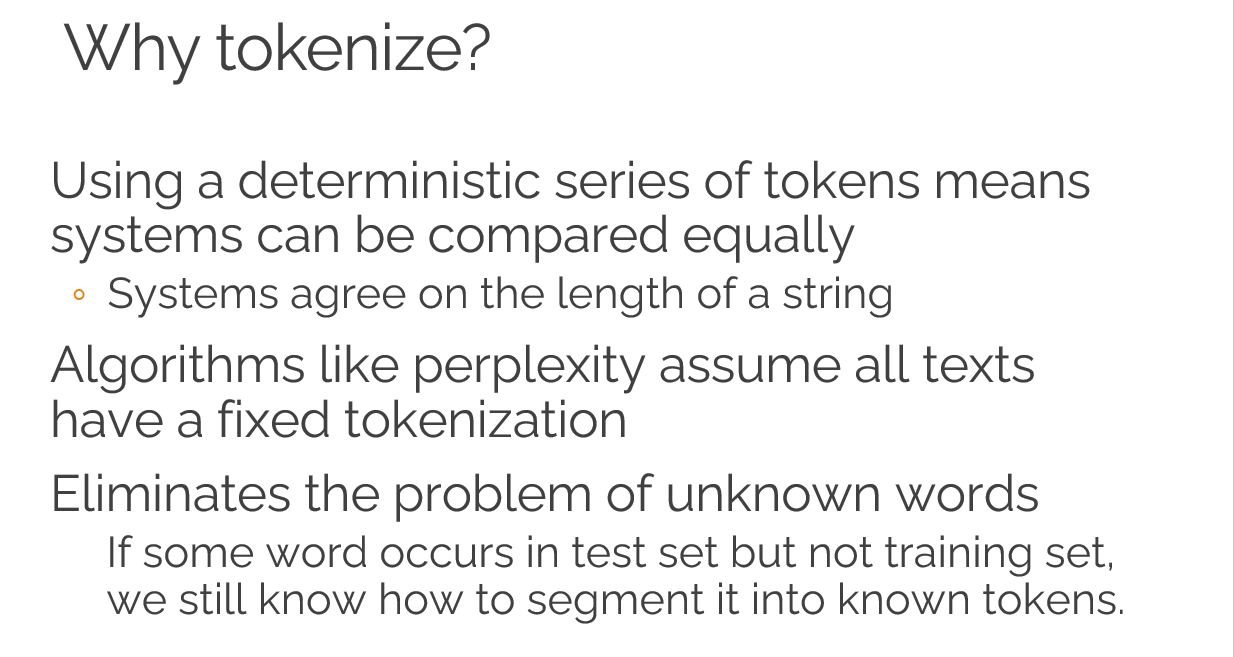 Why tokenize?
Using a deterministic series of tokens means
systems can be compared equally
Systems agree on the length of a string
Algorithms like perplexity assume all texts
have a fixed tokenization
Eliminates the problem of unknown words
If some word occurs in test set but not training set,
we still know how to segment it into known tokens.